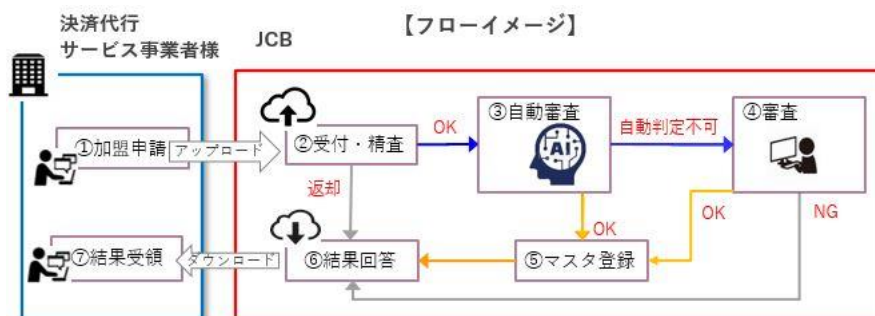 決済代行
サービス事業者様
JCB
【フローイメージ】
①加盟申請
アップロード
②受付・精査
OK
③自動審査
AI
自動判定不可
④審査
返却
OK
OK
NG
⑦結果受領
ダウンロード
⑥結果回答
⑤マスタ登録